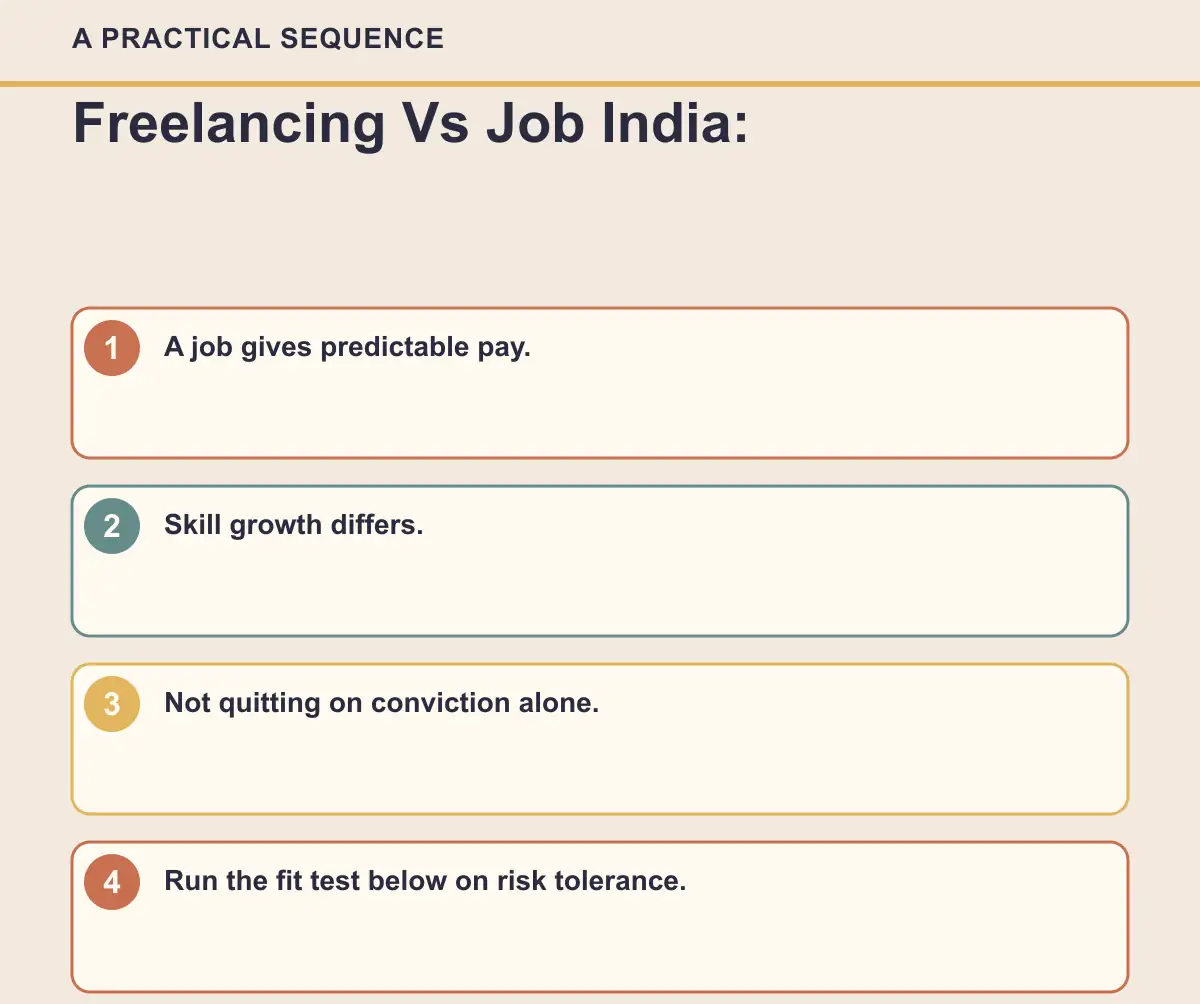 A PRACTICAL SEQUENCE
Freelancing Vs Job India:
1 A job gives predictable pay.
2 Skill growth differs.
3 Not quitting on conviction alone.
4 Run the fit test below on risk tolerance.